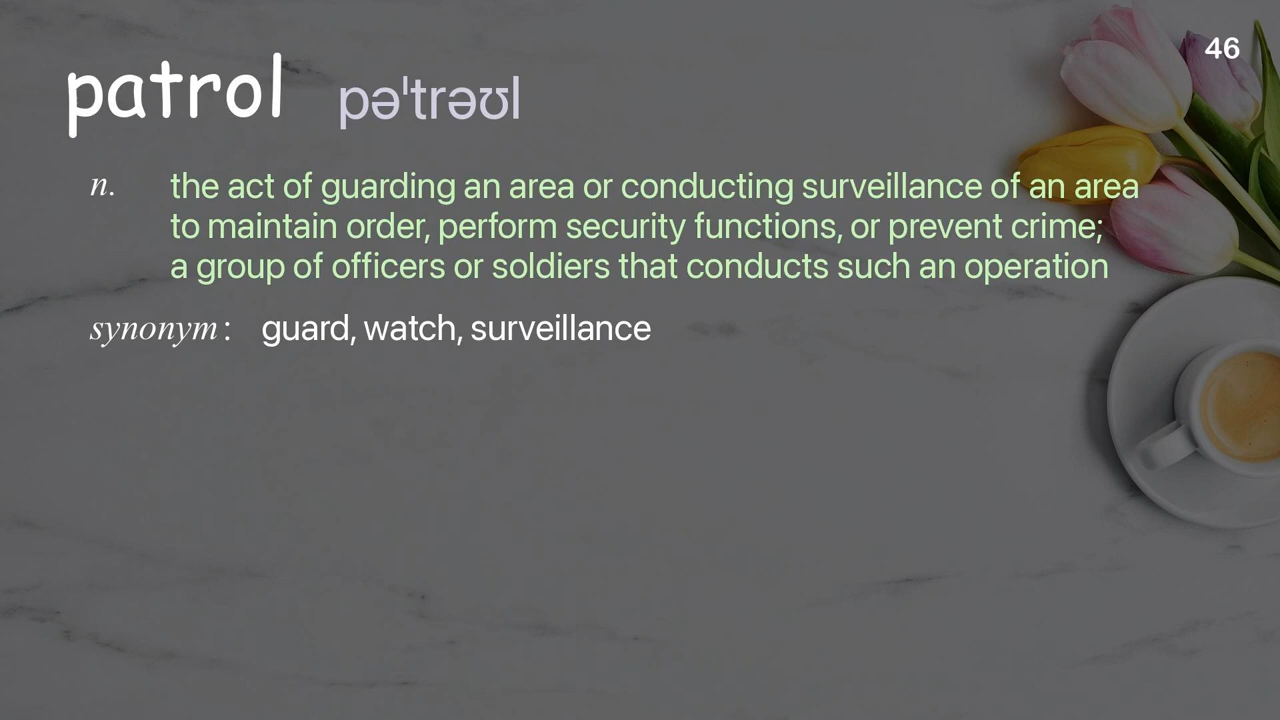 46
patrol pəˈtrəʊl
n. the act of guarding an area or conducting surveillance of an area
to maintain order, perform security functions, or prevent crime;
a group of officers or soldiers that conducts such an operation
synonym : guard, watch, surveillance